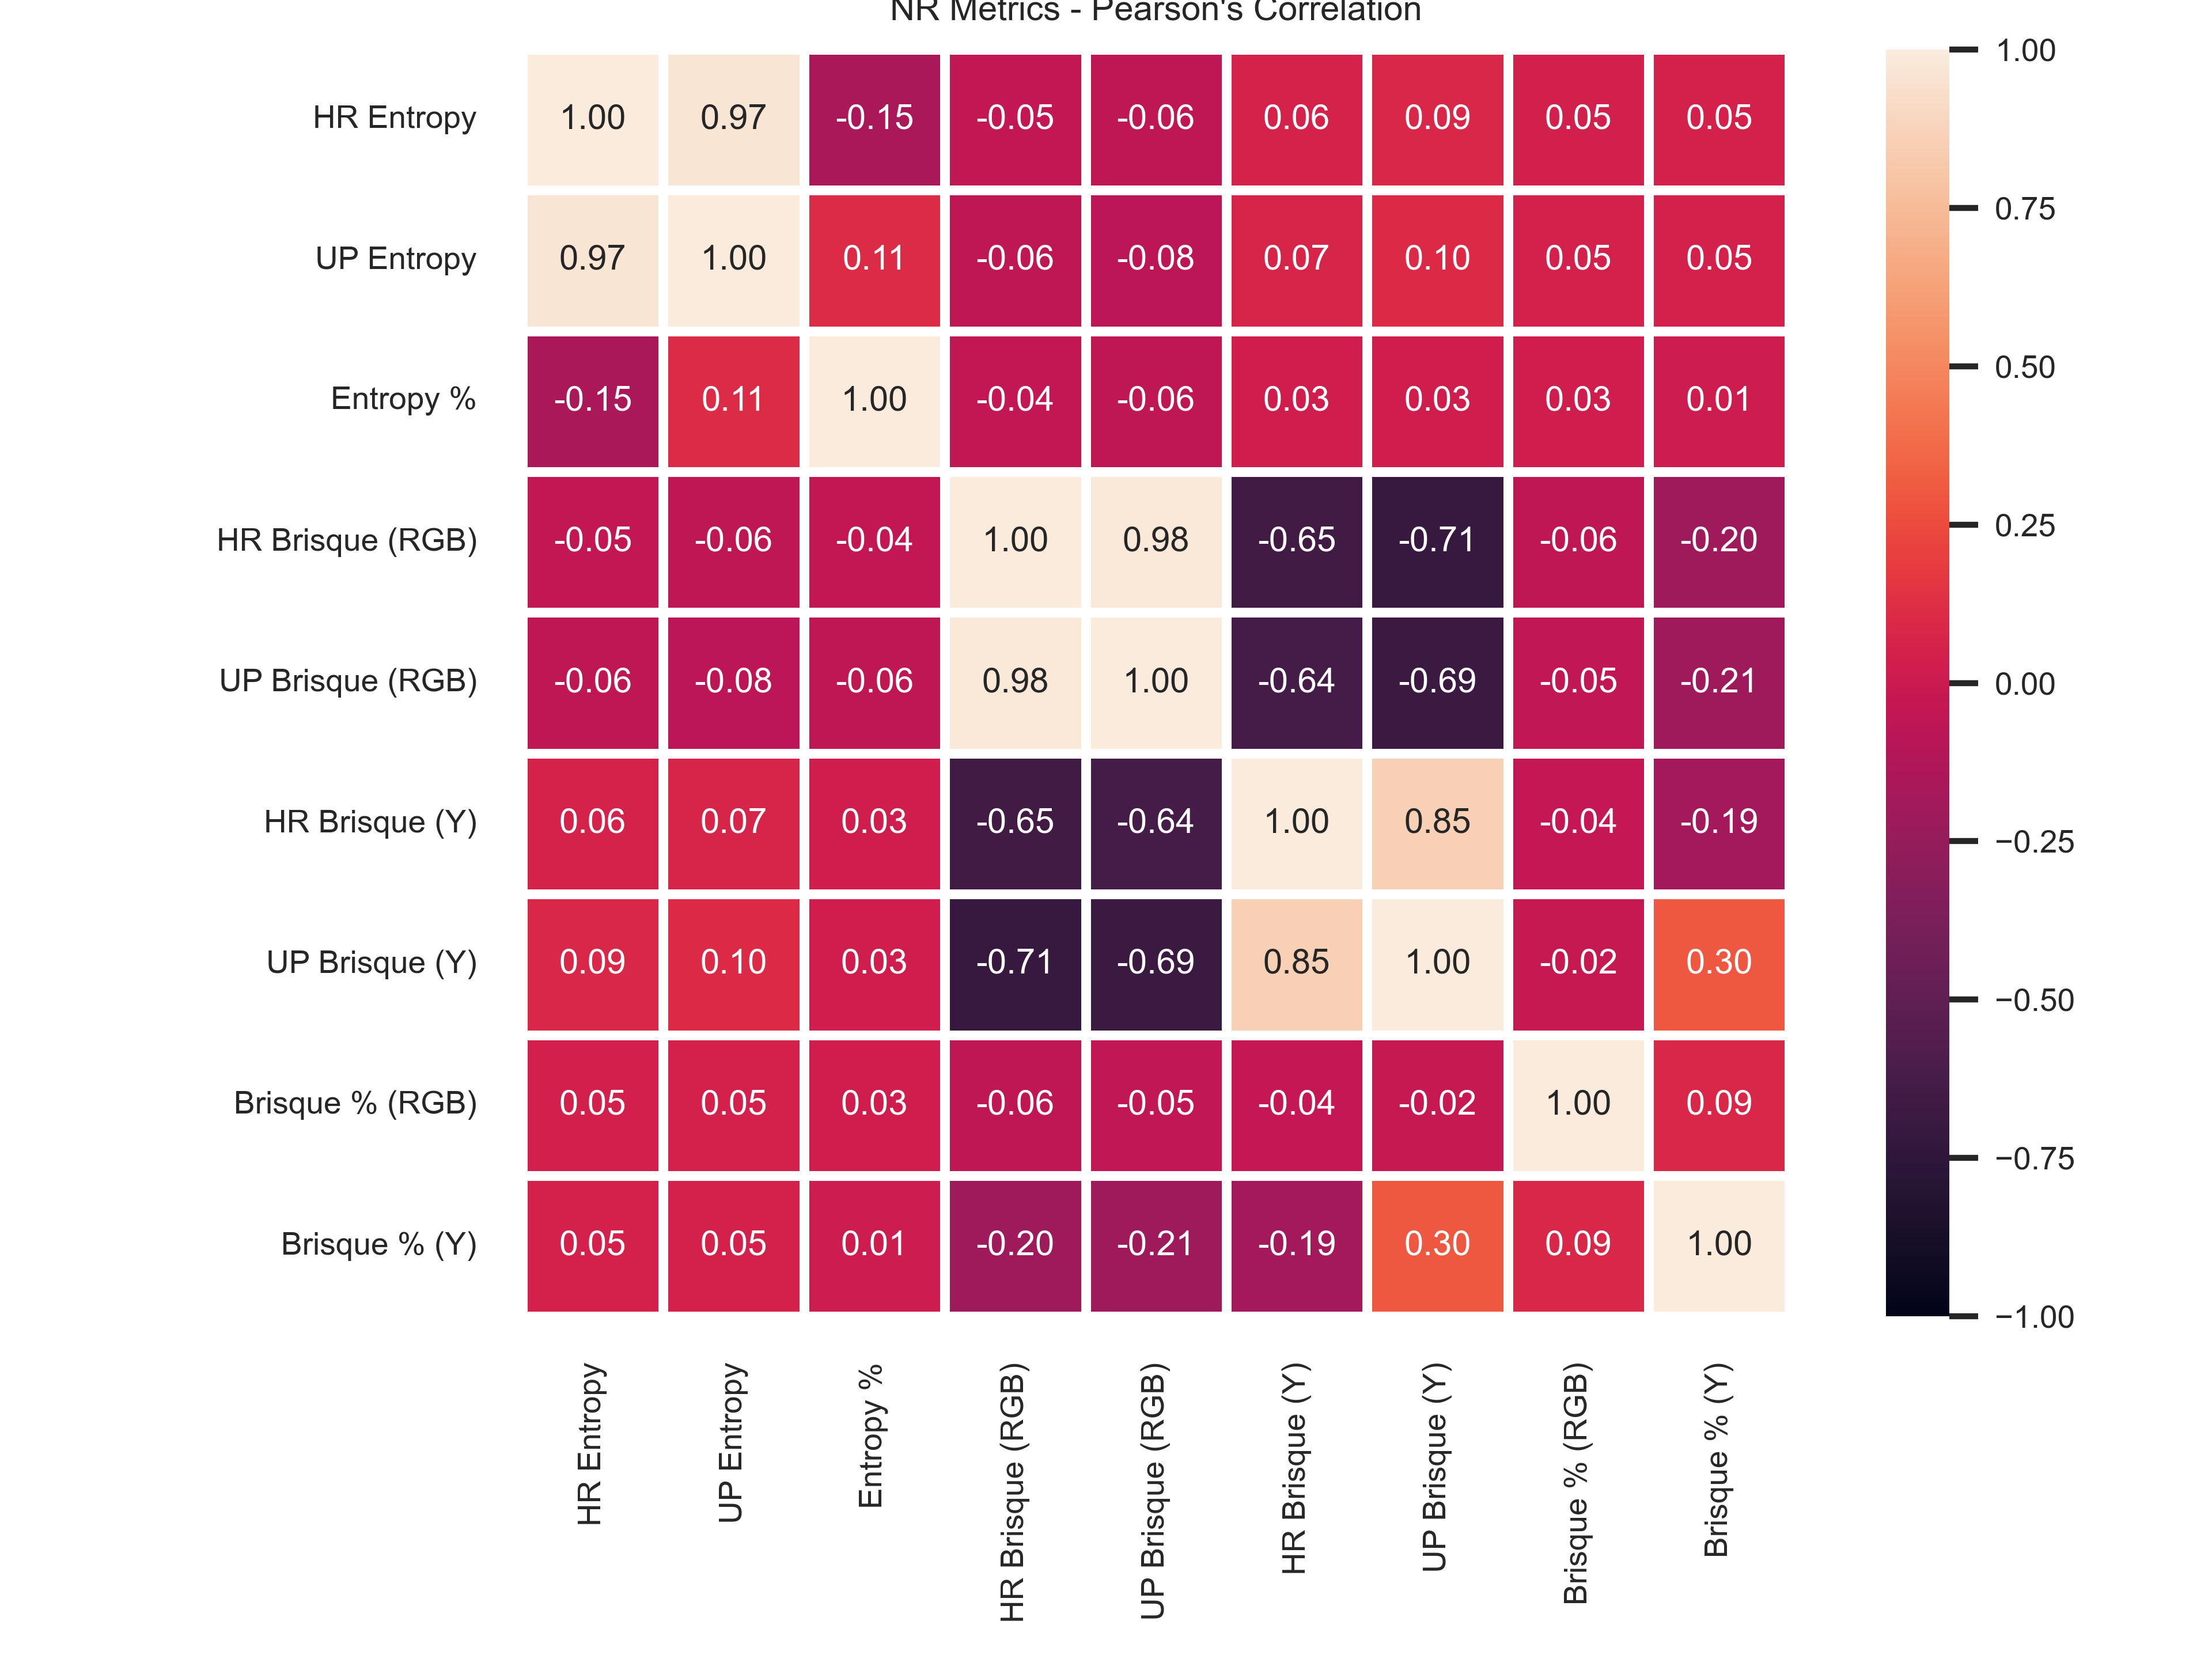 NR Metrics - Pearson's Correlation
HR Entropy 1.00 0.97 -0.15 -0.05 -0.06 0.06 0.09 0.05 0.05
UP Entropy 0.97 1.00 0.11 -0.06 -0.08 0.07 0.10 0.05 0.05
Entropy % -0.15 0.11 1.00 -0.04 -0.06 0.03 0.03 0.03 0.01
HR Brisque (RGB) -0.05 -0.06 -0.04 1.00 0.98 -0.65 -0.71 -0.06 -0.20
UP Brisque (RGB) -0.06 -0.08 -0.06 0.98 1.00 -0.64 -0.69 -0.05 -0.21
HR Brisque (Y) 0.06 0.07 0.03 -0.65 -0.64 1.00 0.85 -0.04 -0.19
UP Brisque (Y) 0.09 0.10 0.03 -0.71 -0.69 0.85 1.00 -0.02 0.30
Brisque % (RGB) 0.05 0.05 0.03 -0.06 -0.05 -0.04 -0.02 1.00 0.09
Brisque % (Y) 0.05 0.05 0.01 -0.20 -0.21 -0.19 0.30 0.09 1.00
HR Entropy
UP Entropy
Entropy %
HR Brisque (RGB)
UP Brisque (RGB)
HR Brisque (Y)
UP Brisque (Y)
Brisque % (RGB)
Brisque % (Y)
1.00
0.75
0.50
0.25
0.00
−0.25
−0.50
−0.75
−1.00